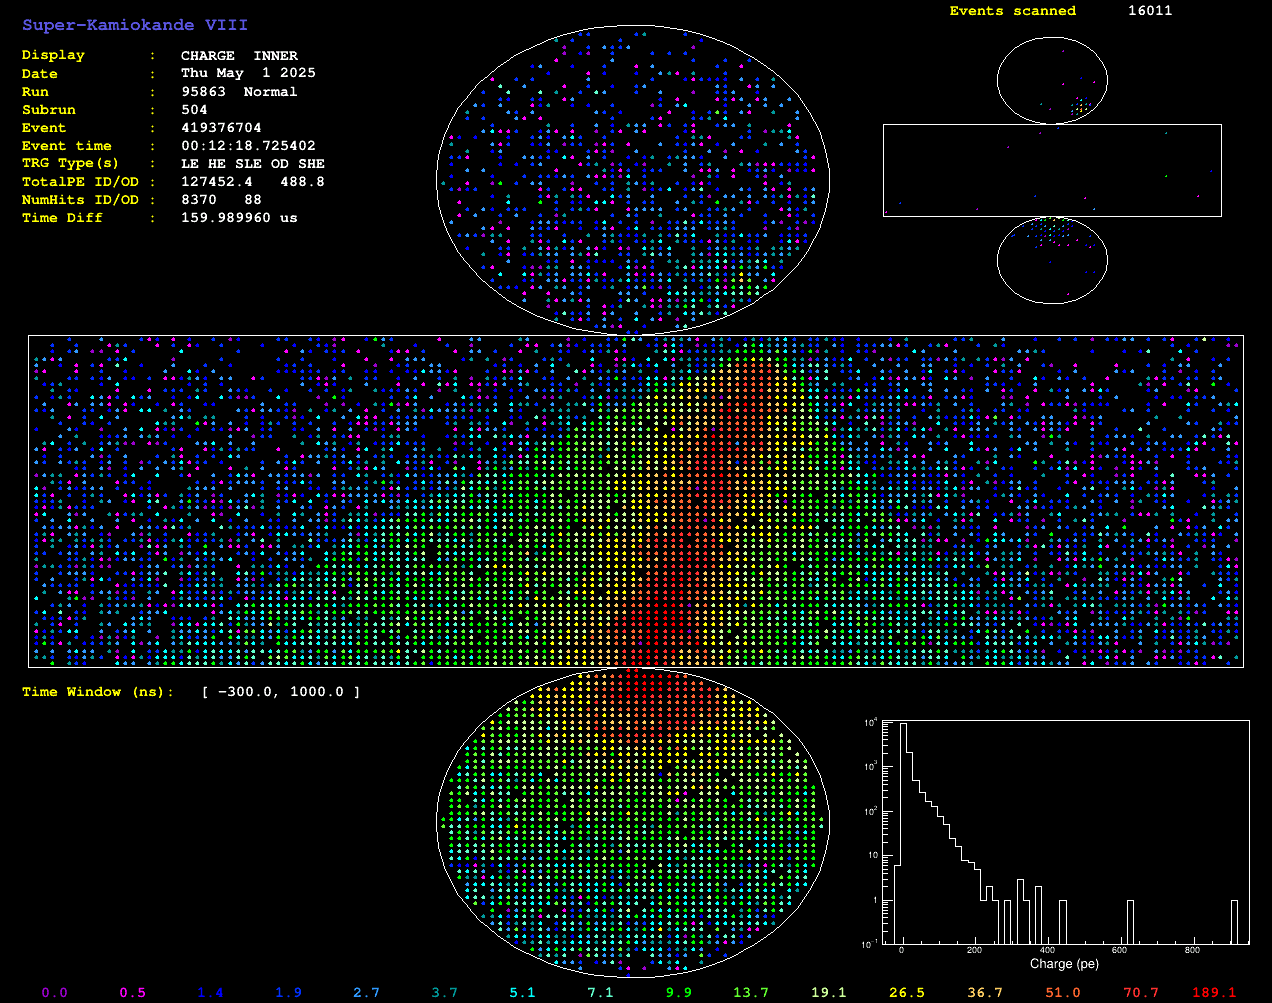 Super-Kamiokande VIII
Display : CHARGE INNER
Date : Thu May 1 2025
Run : 95863 Normal
Subrun : 504
Event : 419376704
Event time : 00:12:18.725402
TRG Type(s) : LE HE SLE OD SHE
TotalPE ID/OD : 127452.4 488.8
NumHits ID/OD : 8370 88
Time Diff : 159.989960 us
Events scanned 16011
Time Window (ns): [ -300.0, 1000.0 ]
10^4
10^3
10^2
10
1
10^-1
0 200 400 600 800
Charge (pe)
0.0 0.5 1.4 1.9 2.7 3.7 5.1 7.1 9.9 13.7 19.1 26.5 36.7 51.0 70.7 189.1